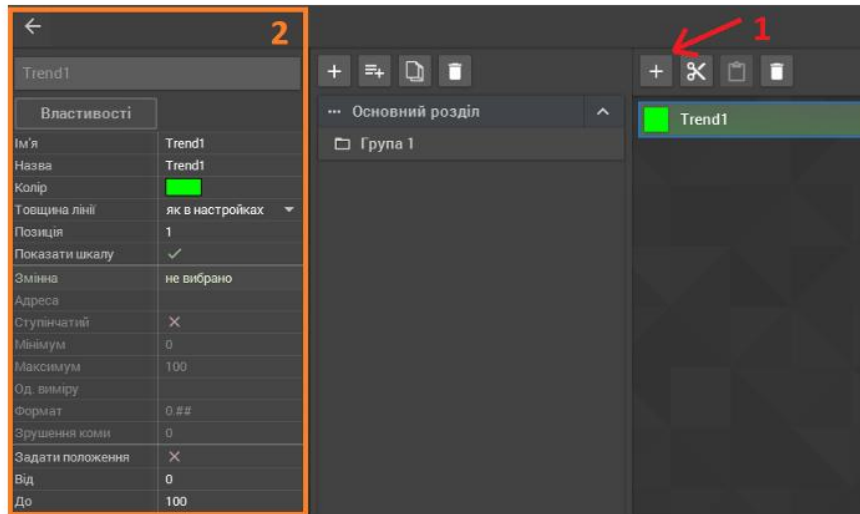 2
1
Trend1
Властивості
Ім'я Trend1
Назва Trend1
Колір
Товщина лінії як в настройках
Позиція 1
Показати шкалу
Змінна не вибрано
Адреса
Ступінчатий
Мінімум 0
Максимум 100
Од. виміру
Формат 0.##
Зрушення коми 0
Задати положення
Від 0
До 100
Основний розділ
Група 1
Trend1